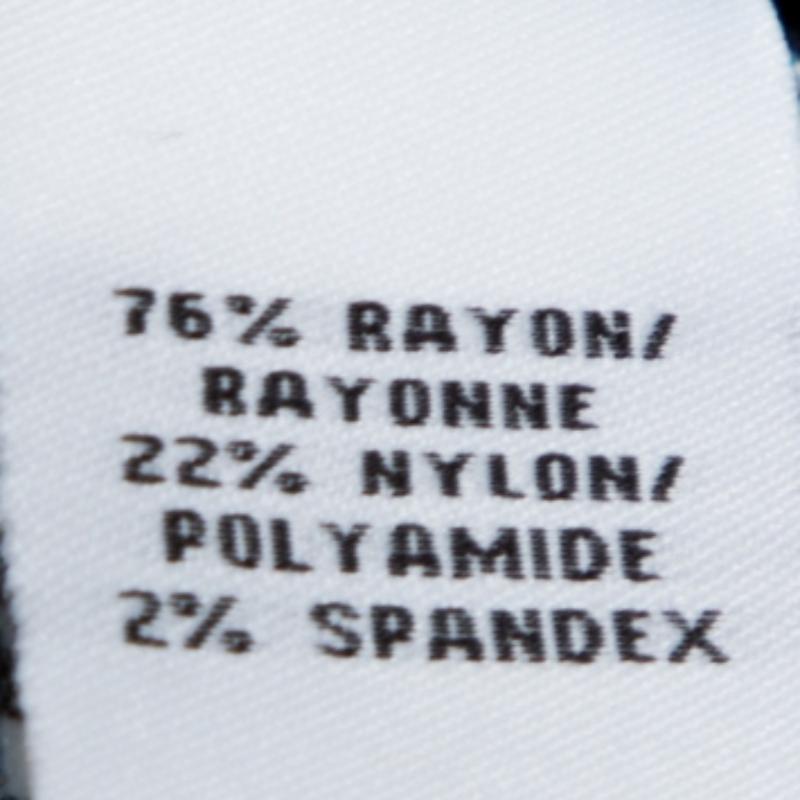 76% RAYON/
RAYONNE
22% NYLON/
POLYAMIDE
2% SPANDEX